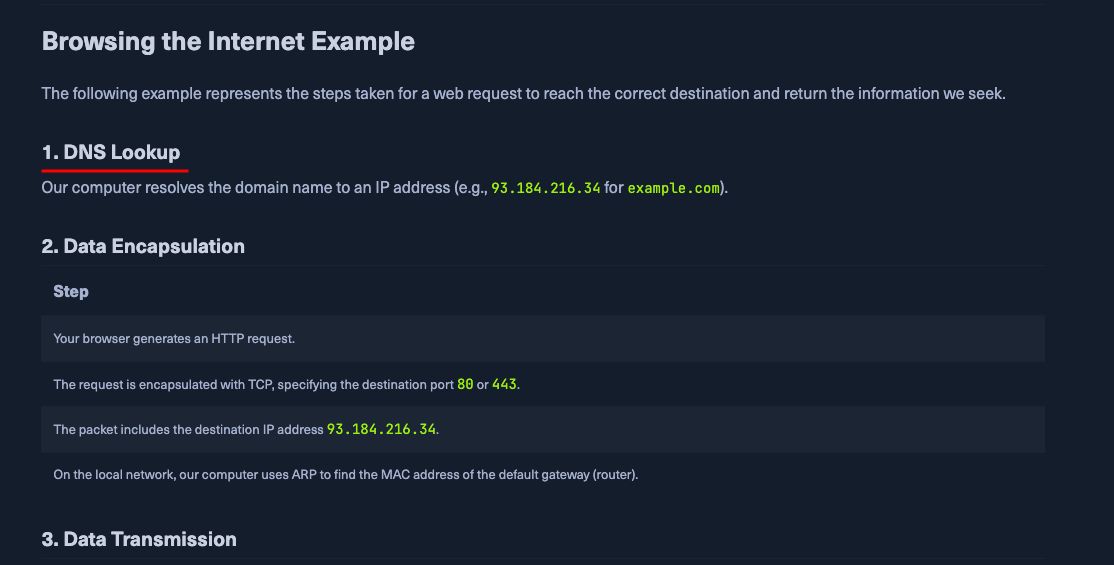 Browsing the Internet Example
The following example represents the steps taken for a web request to reach the correct destination and return the information we seek.
1. DNS Lookup
Our computer resolves the domain name to an IP address (e.g., 93.184.216.34 for example.com).
2. Data Encapsulation
Step
Your browser generates an HTTP request.
The request is encapsulated with TCP, specifying the destination port 80 or 443.
The packet includes the destination IP address 93.184.216.34.
On the local network, our computer uses ARP to find the MAC address of the default gateway (router).
3. Data Transmission